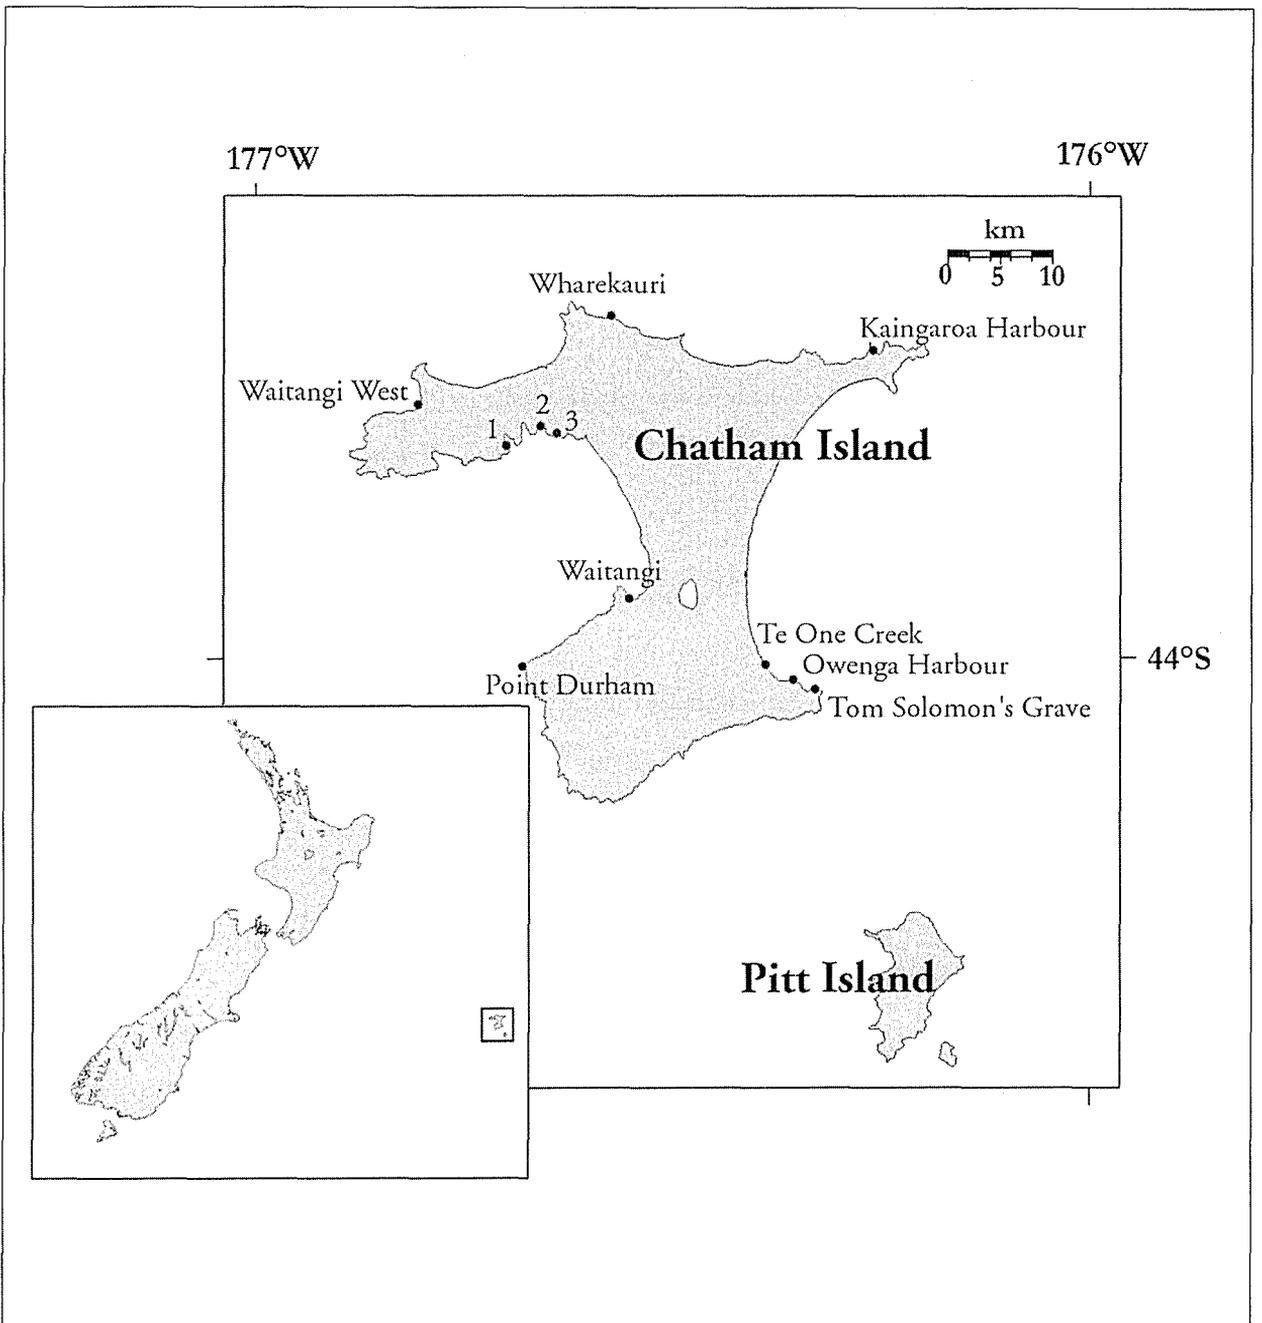 177°W 176°W
km
0 5 10
Wharekauri
Kaingaroa Harbour
Waitangi West
2
1 3
Chatham Island
Waitangi
Te One Creek
44°S
Owenga Harbour
Point Durham
Tom Solomon's Grave
Pitt Island